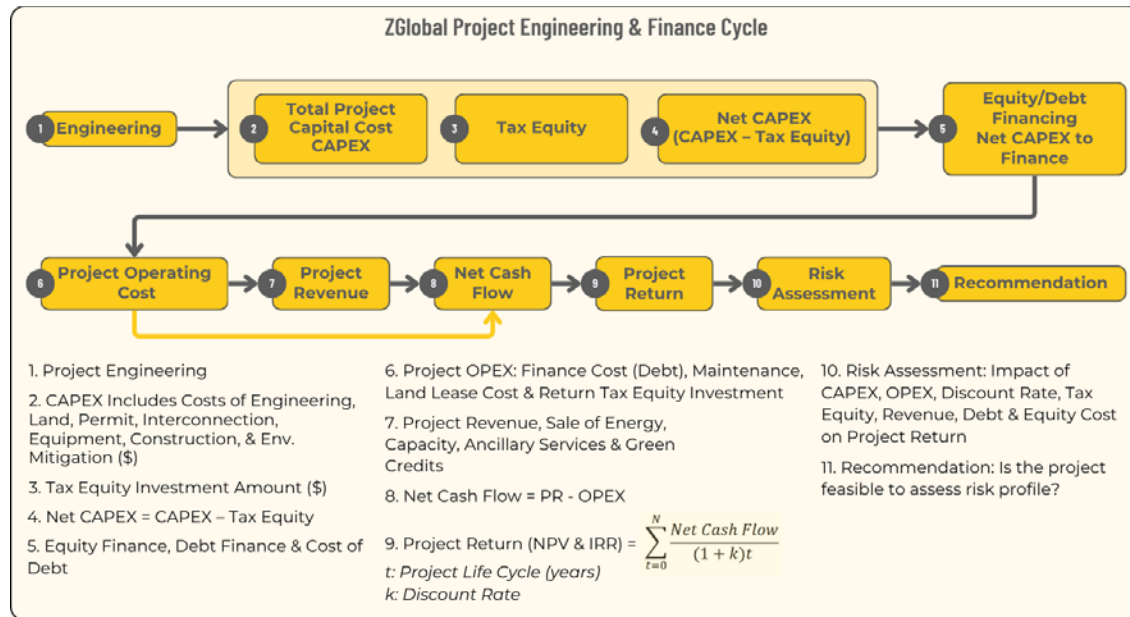 ZGlobal Project Engineering & Finance Cycle
1 Engineering
2 Total Project
Capital Cost
CAPEX
3 Tax Equity
4 Net CAPEX
(CAPEX – Tax Equity)
5 Equity/Debt
Financing
Net CAPEX to
Finance
6 Project Operating
Cost
7 Project
Revenue
8 Net Cash
Flow
9 Project
Return
10 Risk
Assessment
11 Recommendation
1. Project Engineering
2. CAPEX Includes Costs of Engineering,
Land, Permit, Interconnection,
Equipment, Construction, & Env.
Mitigation ($)
3. Tax Equity Investment Amount ($)
4. Net CAPEX = CAPEX – Tax Equity
5. Equity Finance, Debt Finance & Cost of
Debt
6. Project OPEX: Finance Cost (Debt), Maintenance,
Land Lease Cost & Return Tax Equity Investment
7. Project Revenue, Sale of Energy,
Capacity, Ancillary Services & Green
Credits
8. Net Cash Flow = PR - OPEX
9. Project Return (NPV & IRR) = \sum_{t=0}^{N} \frac{Net Cash Flow}{(1 + k)t}
t: Project Life Cycle (years)
k: Discount Rate
10. Risk Assessment: Impact of
CAPEX, OPEX, Discount Rate, Tax
Equity, Revenue, Debt & Equity Cost
on Project Return
11. Recommendation: Is the project
feasible to assess risk profile?